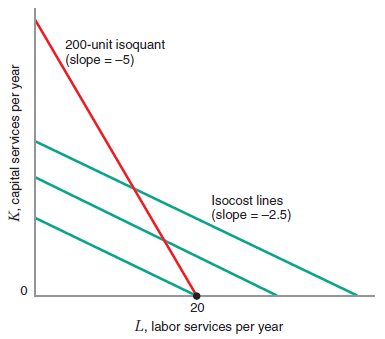 200-unit isoquant
(slope = –5)
K, capital services per year
Isocost lines
(slope = –2.5)
0
20
L, labor services per year